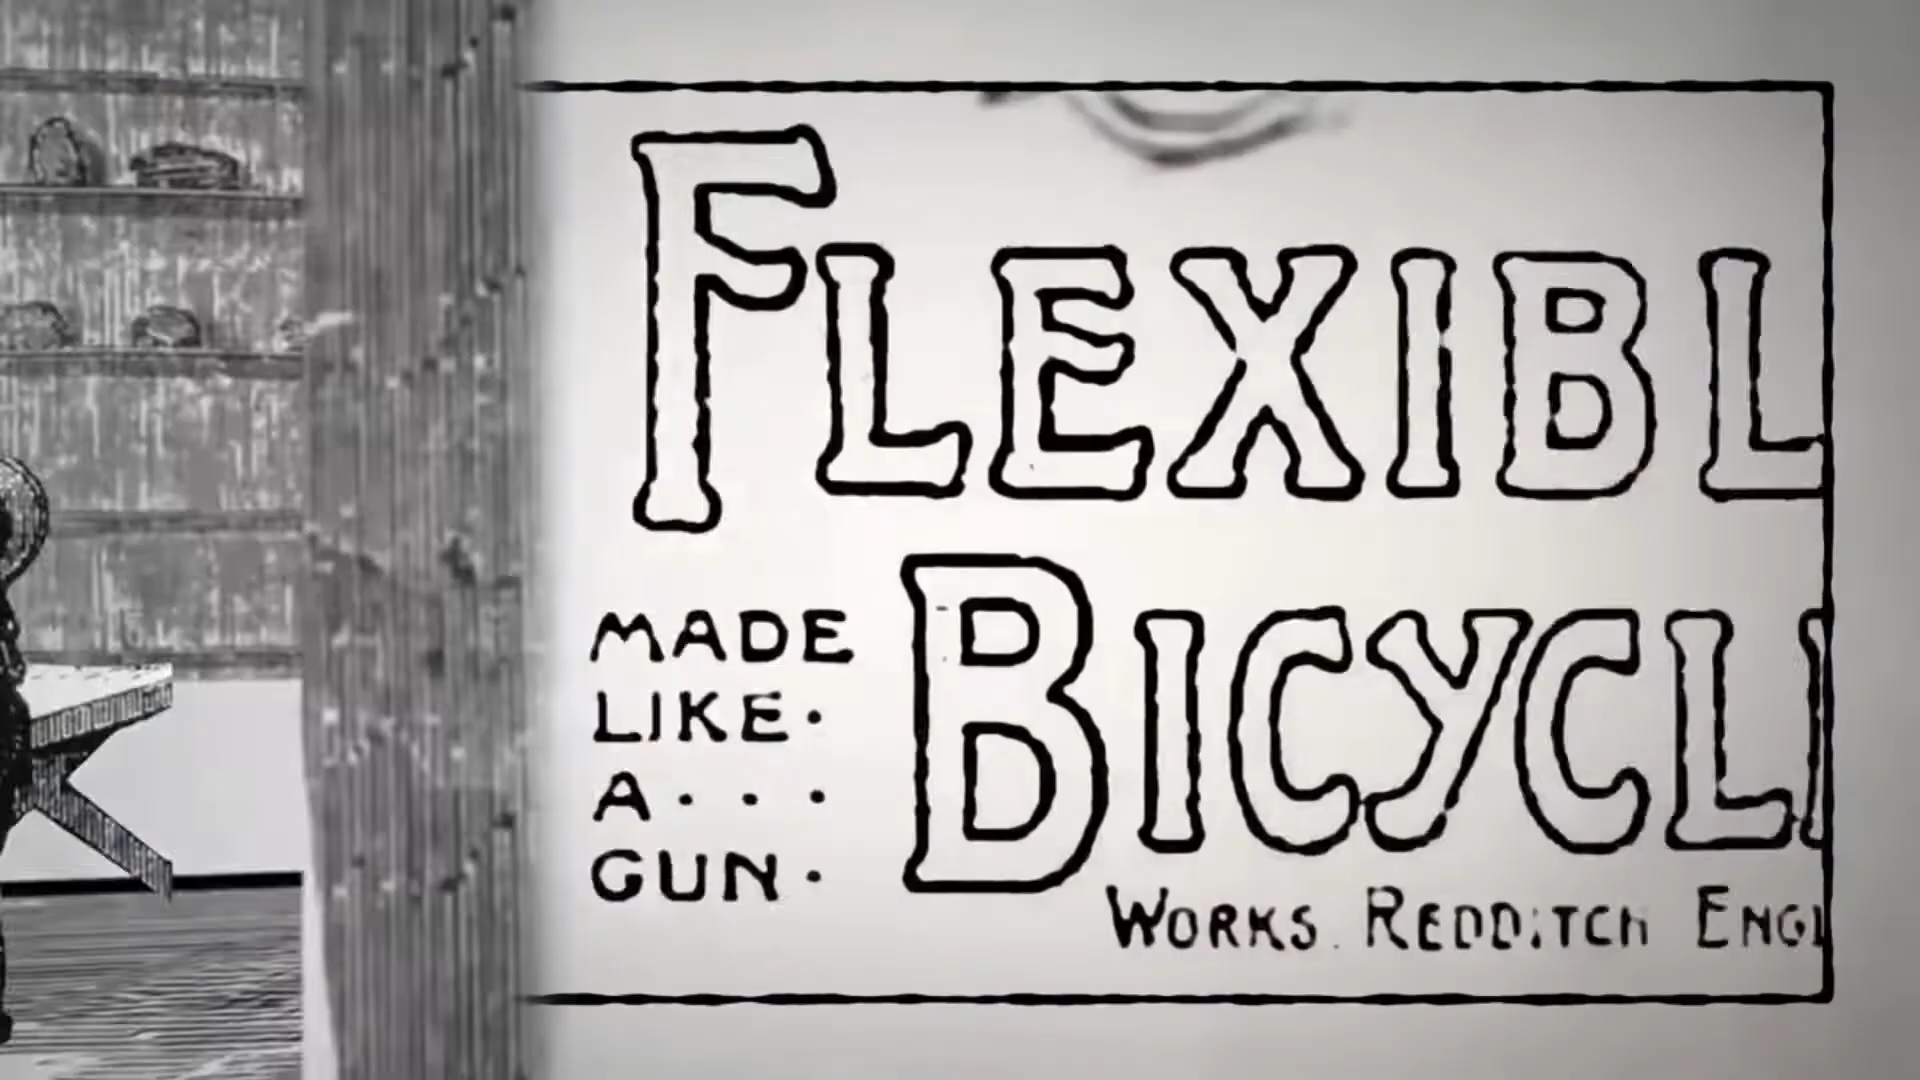 FLEXIBL
MADE
LIKE·
A···
GUN·
BICYCL
WORKS. REDDITCH ENGL